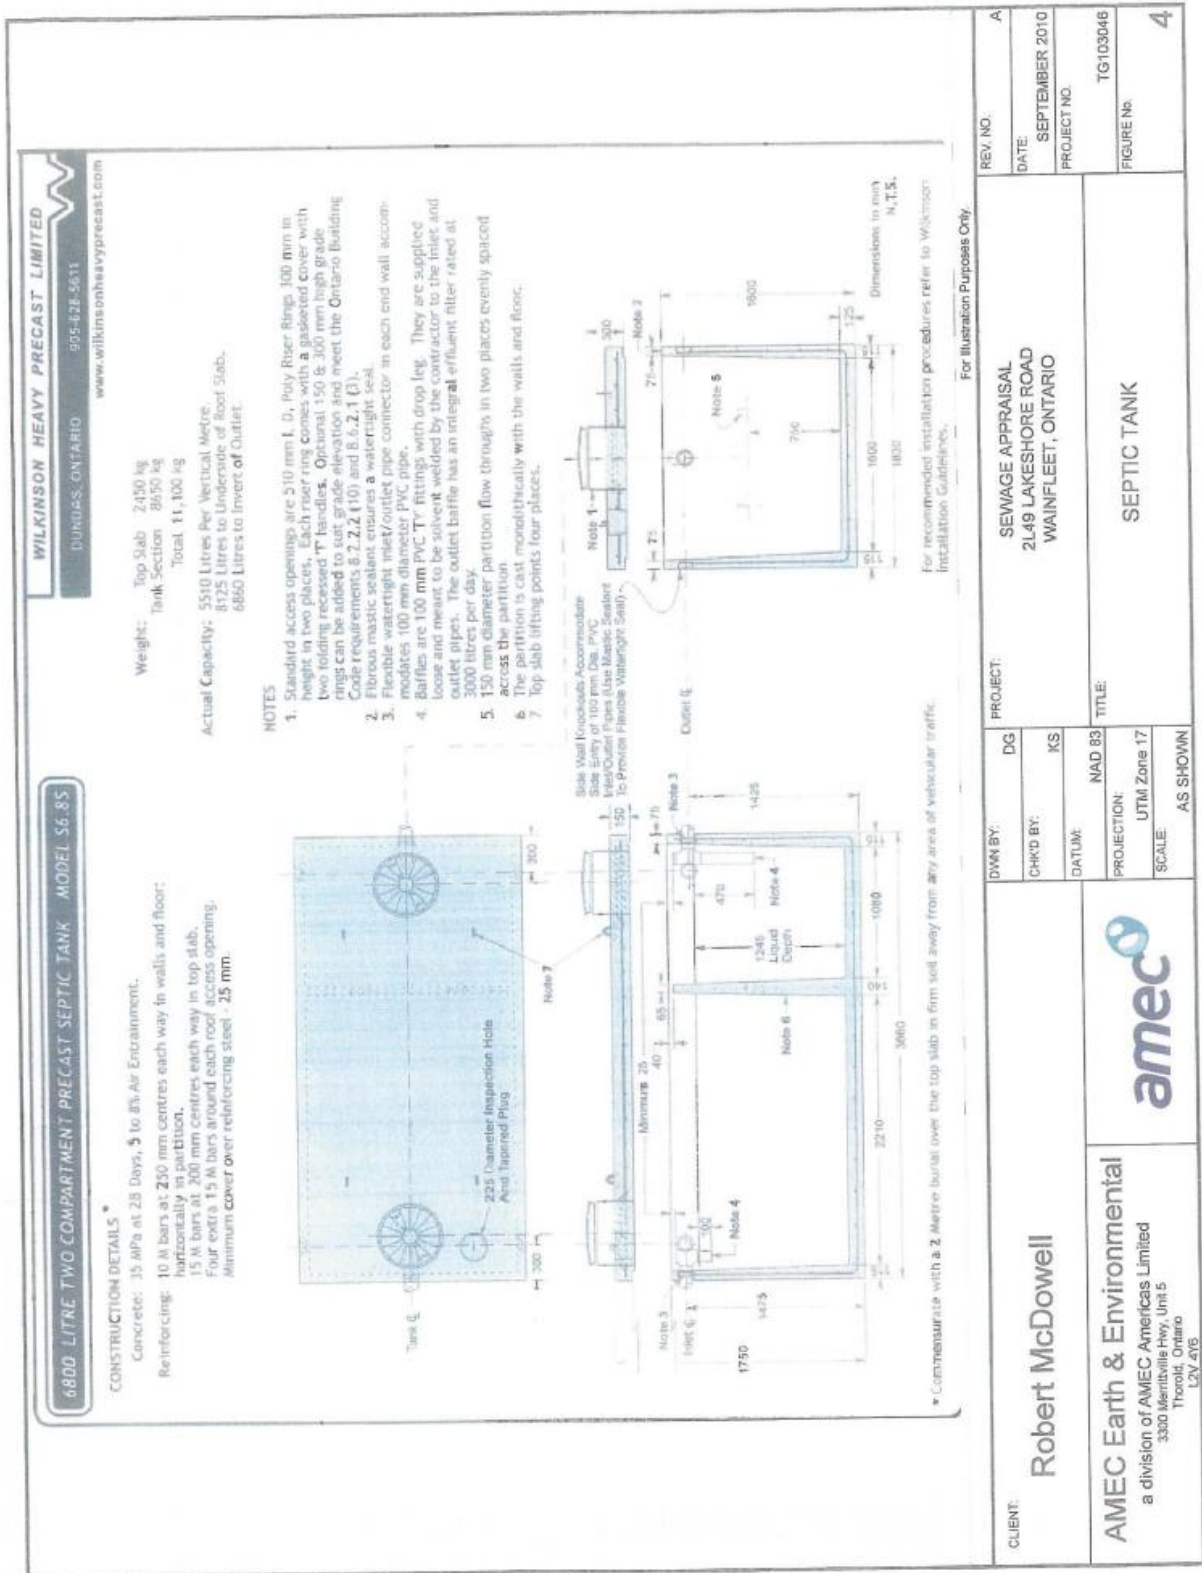 6800 LITRE TWO COMPARTMENT PRECAST SEPTIC TANK MODEL S6.8S
WILKINSON HEAVY PRECAST LIMITED
DUNDAS, ONTARIO 905-628-5611
www.wilkinsonheavyprecast.com
CONSTRUCTION DETAILS *
Concrete: 35 MPa at 28 Days, 5 to 8% Air Entrainment.
Reinforcing: 10 M bars at 250 mm centres each way in walls and floor;
horizontally in partition.
15 M bars at 200 mm centres each way in top slab.
Four extra 15 M bars around each roof access opening.
Minimum cover over reinforcing steel - 25 mm.
Weight: Top Slab 2450 kg
Tank Section 8650 kg
Total 11,100 kg
Actual Capacity: 5510 Litres Per Vertical Metre.
8125 Litres to Underside of Roof Slab.
6860 Litres to Invert of Outlet.
NOTES
1. Standard access openings are 510 mm I. D. Poly Riser Rings 300 mm in
height in two places. Each riser ring comes with a gasketed cover with
two folding recessed 'T' handles. Optional 150 & 300 mm high grade
rings can be added to suit grade elevation and meet the Ontario Building
Code requirements 8.2.2.2 (10) and 8.6.2.1 (3).
2. Fibrous mastic sealant ensures a watertight seal.
3. Flexible watertight inlet/outlet pipe connector in each end wall accom-
modates 100 mm diameter PVC pipe.
4. Baffles are 100 mm PVC 'TY' fittings with drop leg. They are supplied
loose and meant to be solvent welded by the contractor to the inlet and
outlet pipes. The outlet baffle has an integral effluent filter rated at
3000 litres per day.
5. 150 mm diameter partition flow throughs in two places evenly spaced
across the partition.
6. The partition is cast monolithically with the walls and floor.
7 Top slab lifting points four places.
Tank ℄
300
300
225 Diameter Inspection Hole
And Tapered Plug
Note 7
Side Wall Knockouts Accommodate
Side Entry of 100 mm Dia. PVC
Inlet/Outlet Pipes (Use Mastic Sealant
To Provide Flexible Watertight Seal)
Minimum 25
40
65
150
75
Note 3
Note 3
Inlet ℄
Outlet ℄
100
Note 4
Note 4
470
1245
Liquid
Depth
Note 6
1475
1750
1425
2210
140
1080
3660
Note 1
Note 2
300
75
75
Note 5
750
1600
125
1600
1830
Dimensions in mm
N.T.S.
* Commensurate with a 2 Metre burial over the top slab in firm soil away from any area of vehicular traffic.
For recommended installation procedures refer to Wilkinson
Installation Guidelines.
For Illustration Purposes Only.
CLIENT:
Robert McDowell
AMEC Earth & Environmental
a division of AMEC Americas Limited
3300 Merrittville Hwy, Unit 5
Thorold, Ontario
L2V 4Y6
amec
DWN BY: DG
CHK'D BY: KS
DATUM: NAD 83
PROJECTION: UTM Zone 17
SCALE: AS SHOWN
PROJECT:
SEWAGE APPRAISAL
2L49 LAKESHORE ROAD
WAINFLEET, ONTARIO
TITLE:
SEPTIC TANK
REV. NO. A
DATE: SEPTEMBER 2010
PROJECT NO. TG103046
FIGURE No. 4